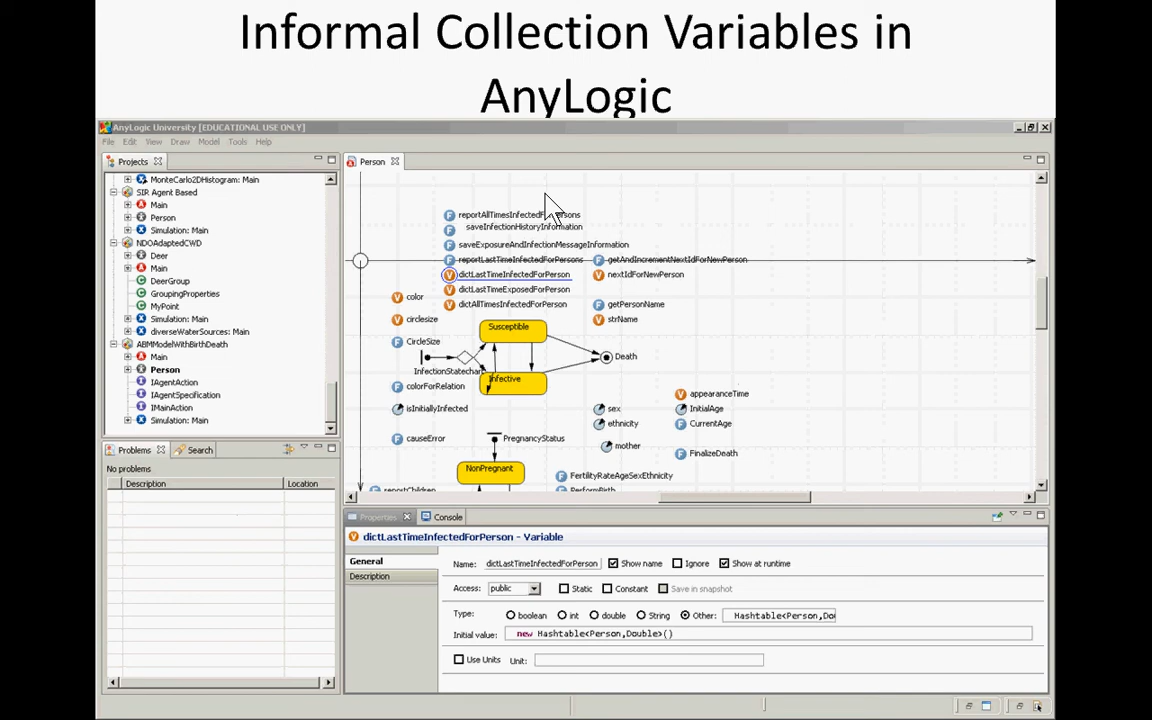 Informal Collection Variables in
AnyLogic
AnyLogic University [EDUCATIONAL USE ONLY]
File Edit View Draw Model Tools Help
Projects
MonteCarlo2DHistogram: Main
SIR Agent Based
Main
Person
Simulation: Main
NDOAdaptedCWD
Deer
Main
DeerGroup
GroupingProperties
MyPoint
Simulation: Main
diverseWaterSources: Main
ABMModelWithBirthDeath
Main
Person
IAgentAction
IAgentSpecification
IMainAction
Simulation: Main
Problems Search
No problems
Description Location
Person
reportAllTimesInfectedForPersons
saveInfectionHistoryInformation
saveExposureAndInfectionMessageInformation
reportLastTimeInfectedForPersons getAndIncrementNextIdForNewPerson
dictLastTimeInfectedForPerson nextIdForNewPerson
dictLastTimeExposedForPerson
color
dictAllTimesInfectedForPerson getPersonName
circlesize strName
Susceptible
CircleSize
Death
InfectionStatechart
Infective
colorForRelation
appearanceTime
isInitiallyInfected sex InitialAge
ethnicity CurrentAge
causeError PregnancyStatus
mother
FinalizeDeath
NonPregnant
FertilityRateAgeSexEthnicity
reportChildren PerformBirth
Properties Console
dictLastTimeInfectedForPerson - Variable
General
Description
Name: dictLastTimeInfectedForPerson Show name Ignore Show at runtime
Access: public Static Constant Save in snapshot
Type: boolean int double String Other: Hashtable<Person,Do
Initial value: new Hashtable<Person,Double>()
Use Units Unit: